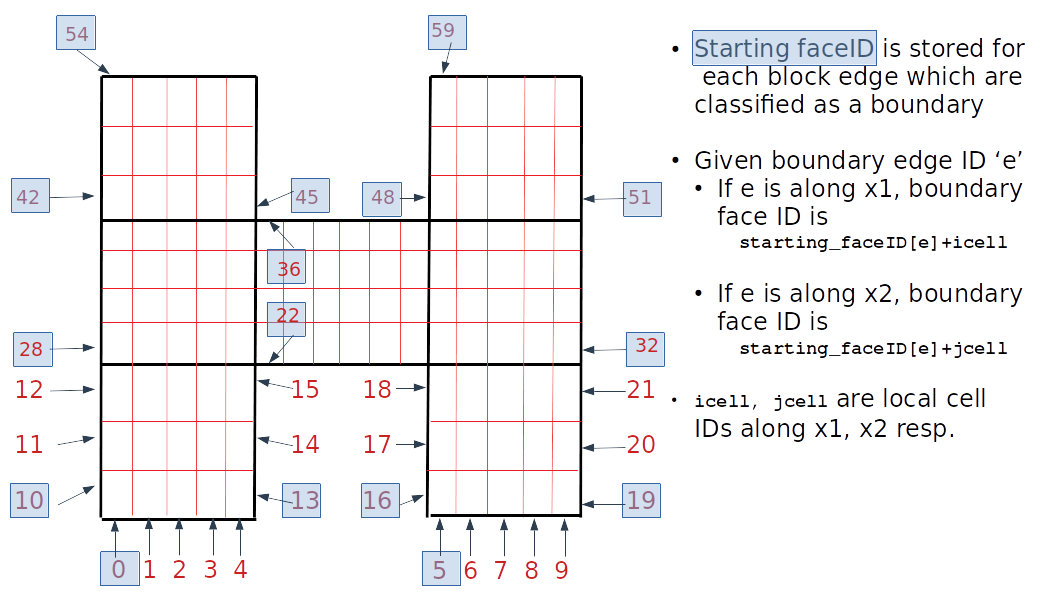 54
59
42
45
48
51
36
22
28
32
12
15
18
21
11
14
17
20
10
13
16
19
0 1 2 3 4
5 6 7 8 9
• Starting faceID is stored for
each block edge which are
classified as a boundary
• Given boundary edge ID ‘e’
• If e is along x1, boundary
face ID is
starting_faceID[e]+icell
• If e is along x2, boundary
face ID is
starting_faceID[e]+jcell
• icell, jcell are local cell
IDs along x1, x2 resp.